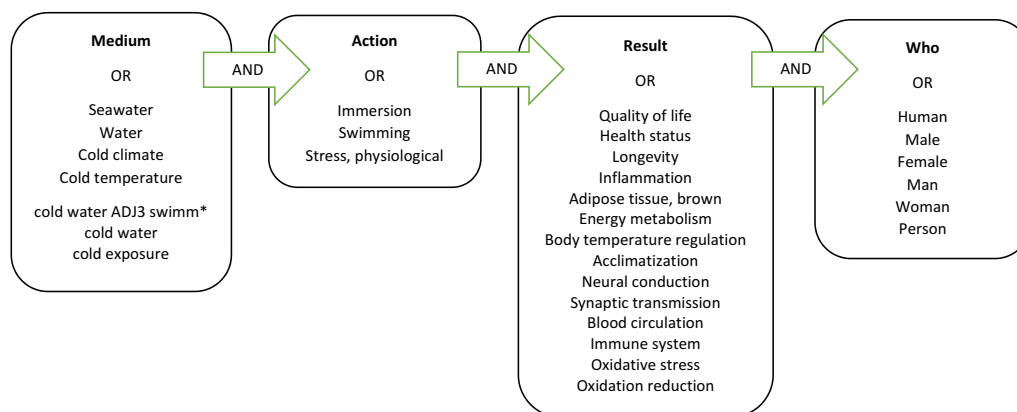 Medium
OR
Seawater
Water
Cold climate
Cold temperature
cold water ADJ3 swimm*
cold water
cold exposure
AND
Action
OR
Immersion
Swimming
Stress, physiological
AND
Result
OR
Quality of life
Health status
Longevity
Inflammation
Adipose tissue, brown
Energy metabolism
Body temperature regulation
Acclimatization
Neural conduction
Synaptic transmission
Blood circulation
Immune system
Oxidative stress
Oxidation reduction
AND
Who
OR
Human
Male
Female
Man
Woman
Person